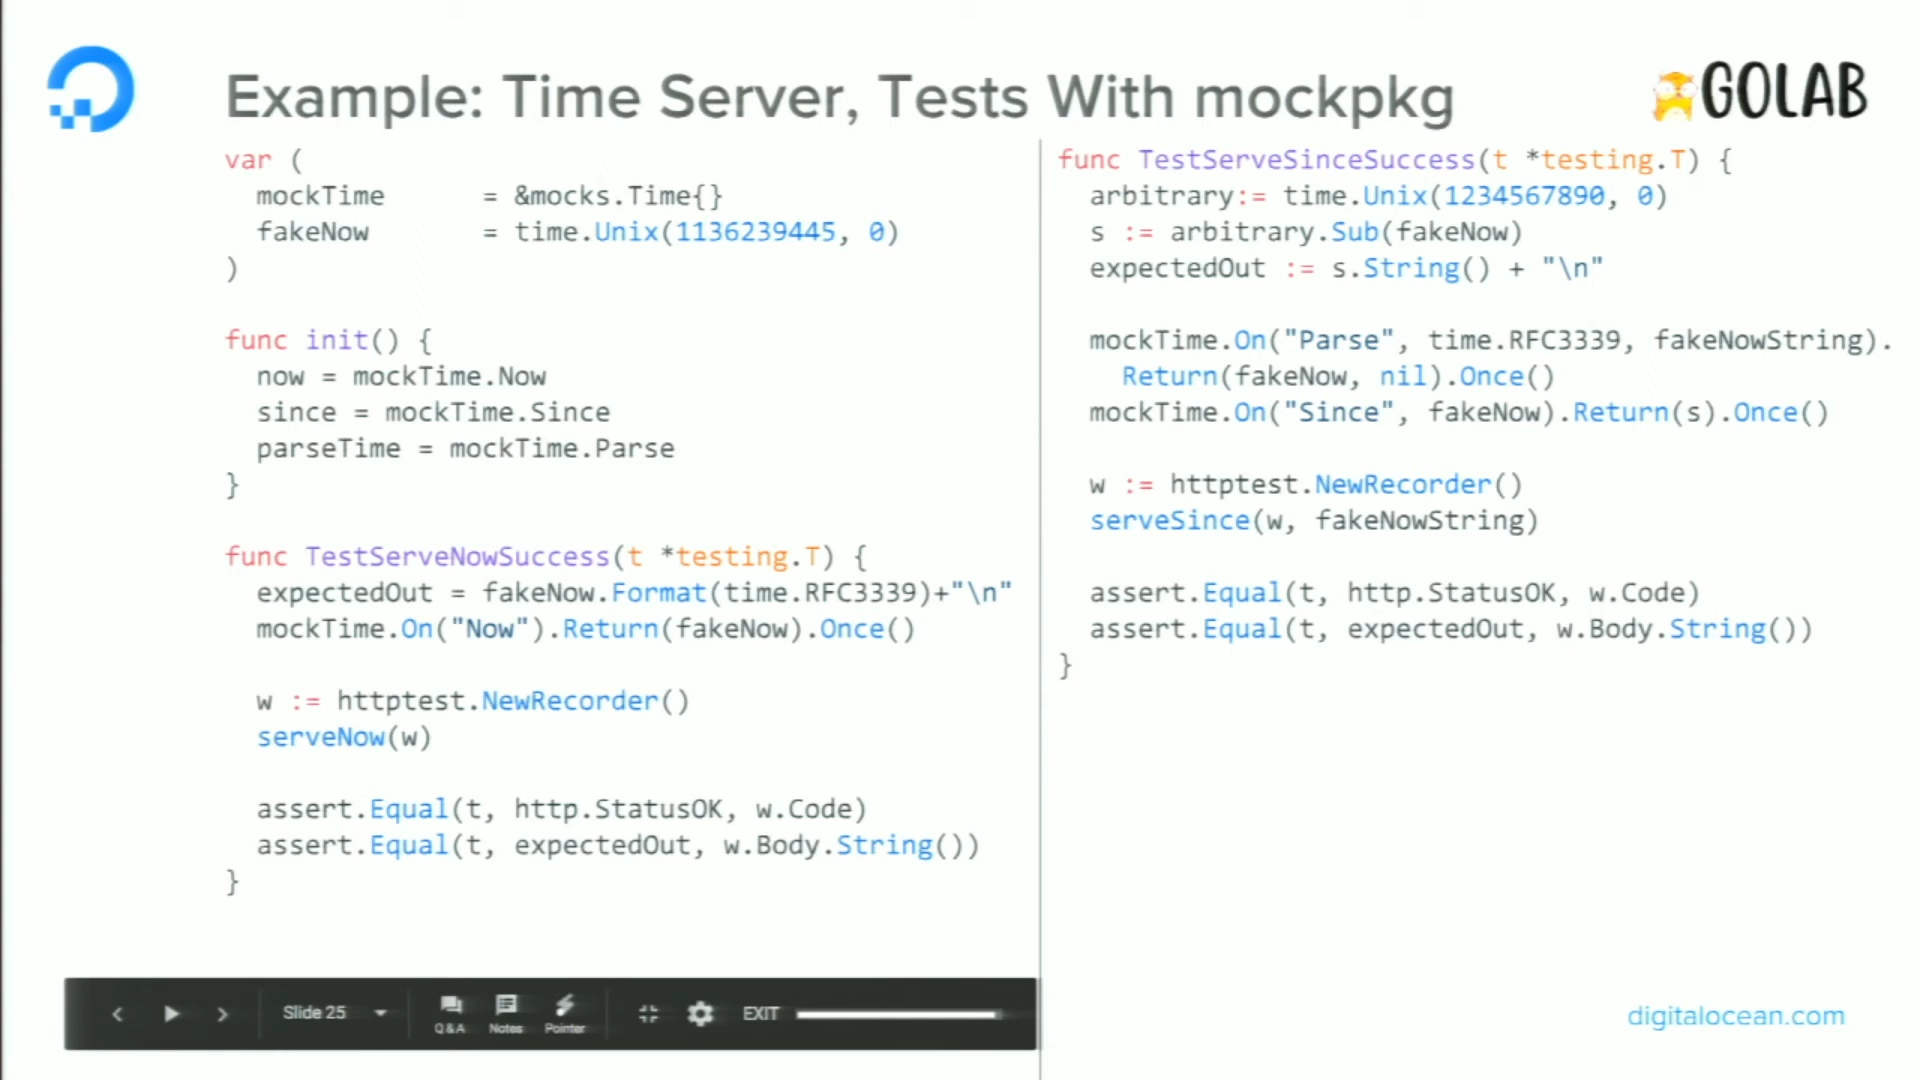 Example: Time Server, Tests With mockpkg
GOLAB
var (
  mockTime      = &mocks.Time{}
  fakeNow       = time.Unix(1136239445, 0)
)

func init() {
  now = mockTime.Now
  since = mockTime.Since
  parseTime = mockTime.Parse
}

func TestServeNowSuccess(t *testing.T) {
  expectedOut = fakeNow.Format(time.RFC3339)+"\n"
  mockTime.On("Now").Return(fakeNow).Once()

  w := httptest.NewRecorder()
  serveNow(w)

  assert.Equal(t, http.StatusOK, w.Code)
  assert.Equal(t, expectedOut, w.Body.String())
}
func TestServeSinceSuccess(t *testing.T) {
  arbitrary:= time.Unix(1234567890, 0)
  s := arbitrary.Sub(fakeNow)
  expectedOut := s.String() + "\n"

  mockTime.On("Parse", time.RFC3339, fakeNowString).
    Return(fakeNow, nil).Once()
  mockTime.On("Since", fakeNow).Return(s).Once()

  w := httptest.NewRecorder()
  serveSince(w, fakeNowString)

  assert.Equal(t, http.StatusOK, w.Code)
  assert.Equal(t, expectedOut, w.Body.String())
}
Slide 25
Q&A
Notes
Pointer
EXIT
digitalocean.com